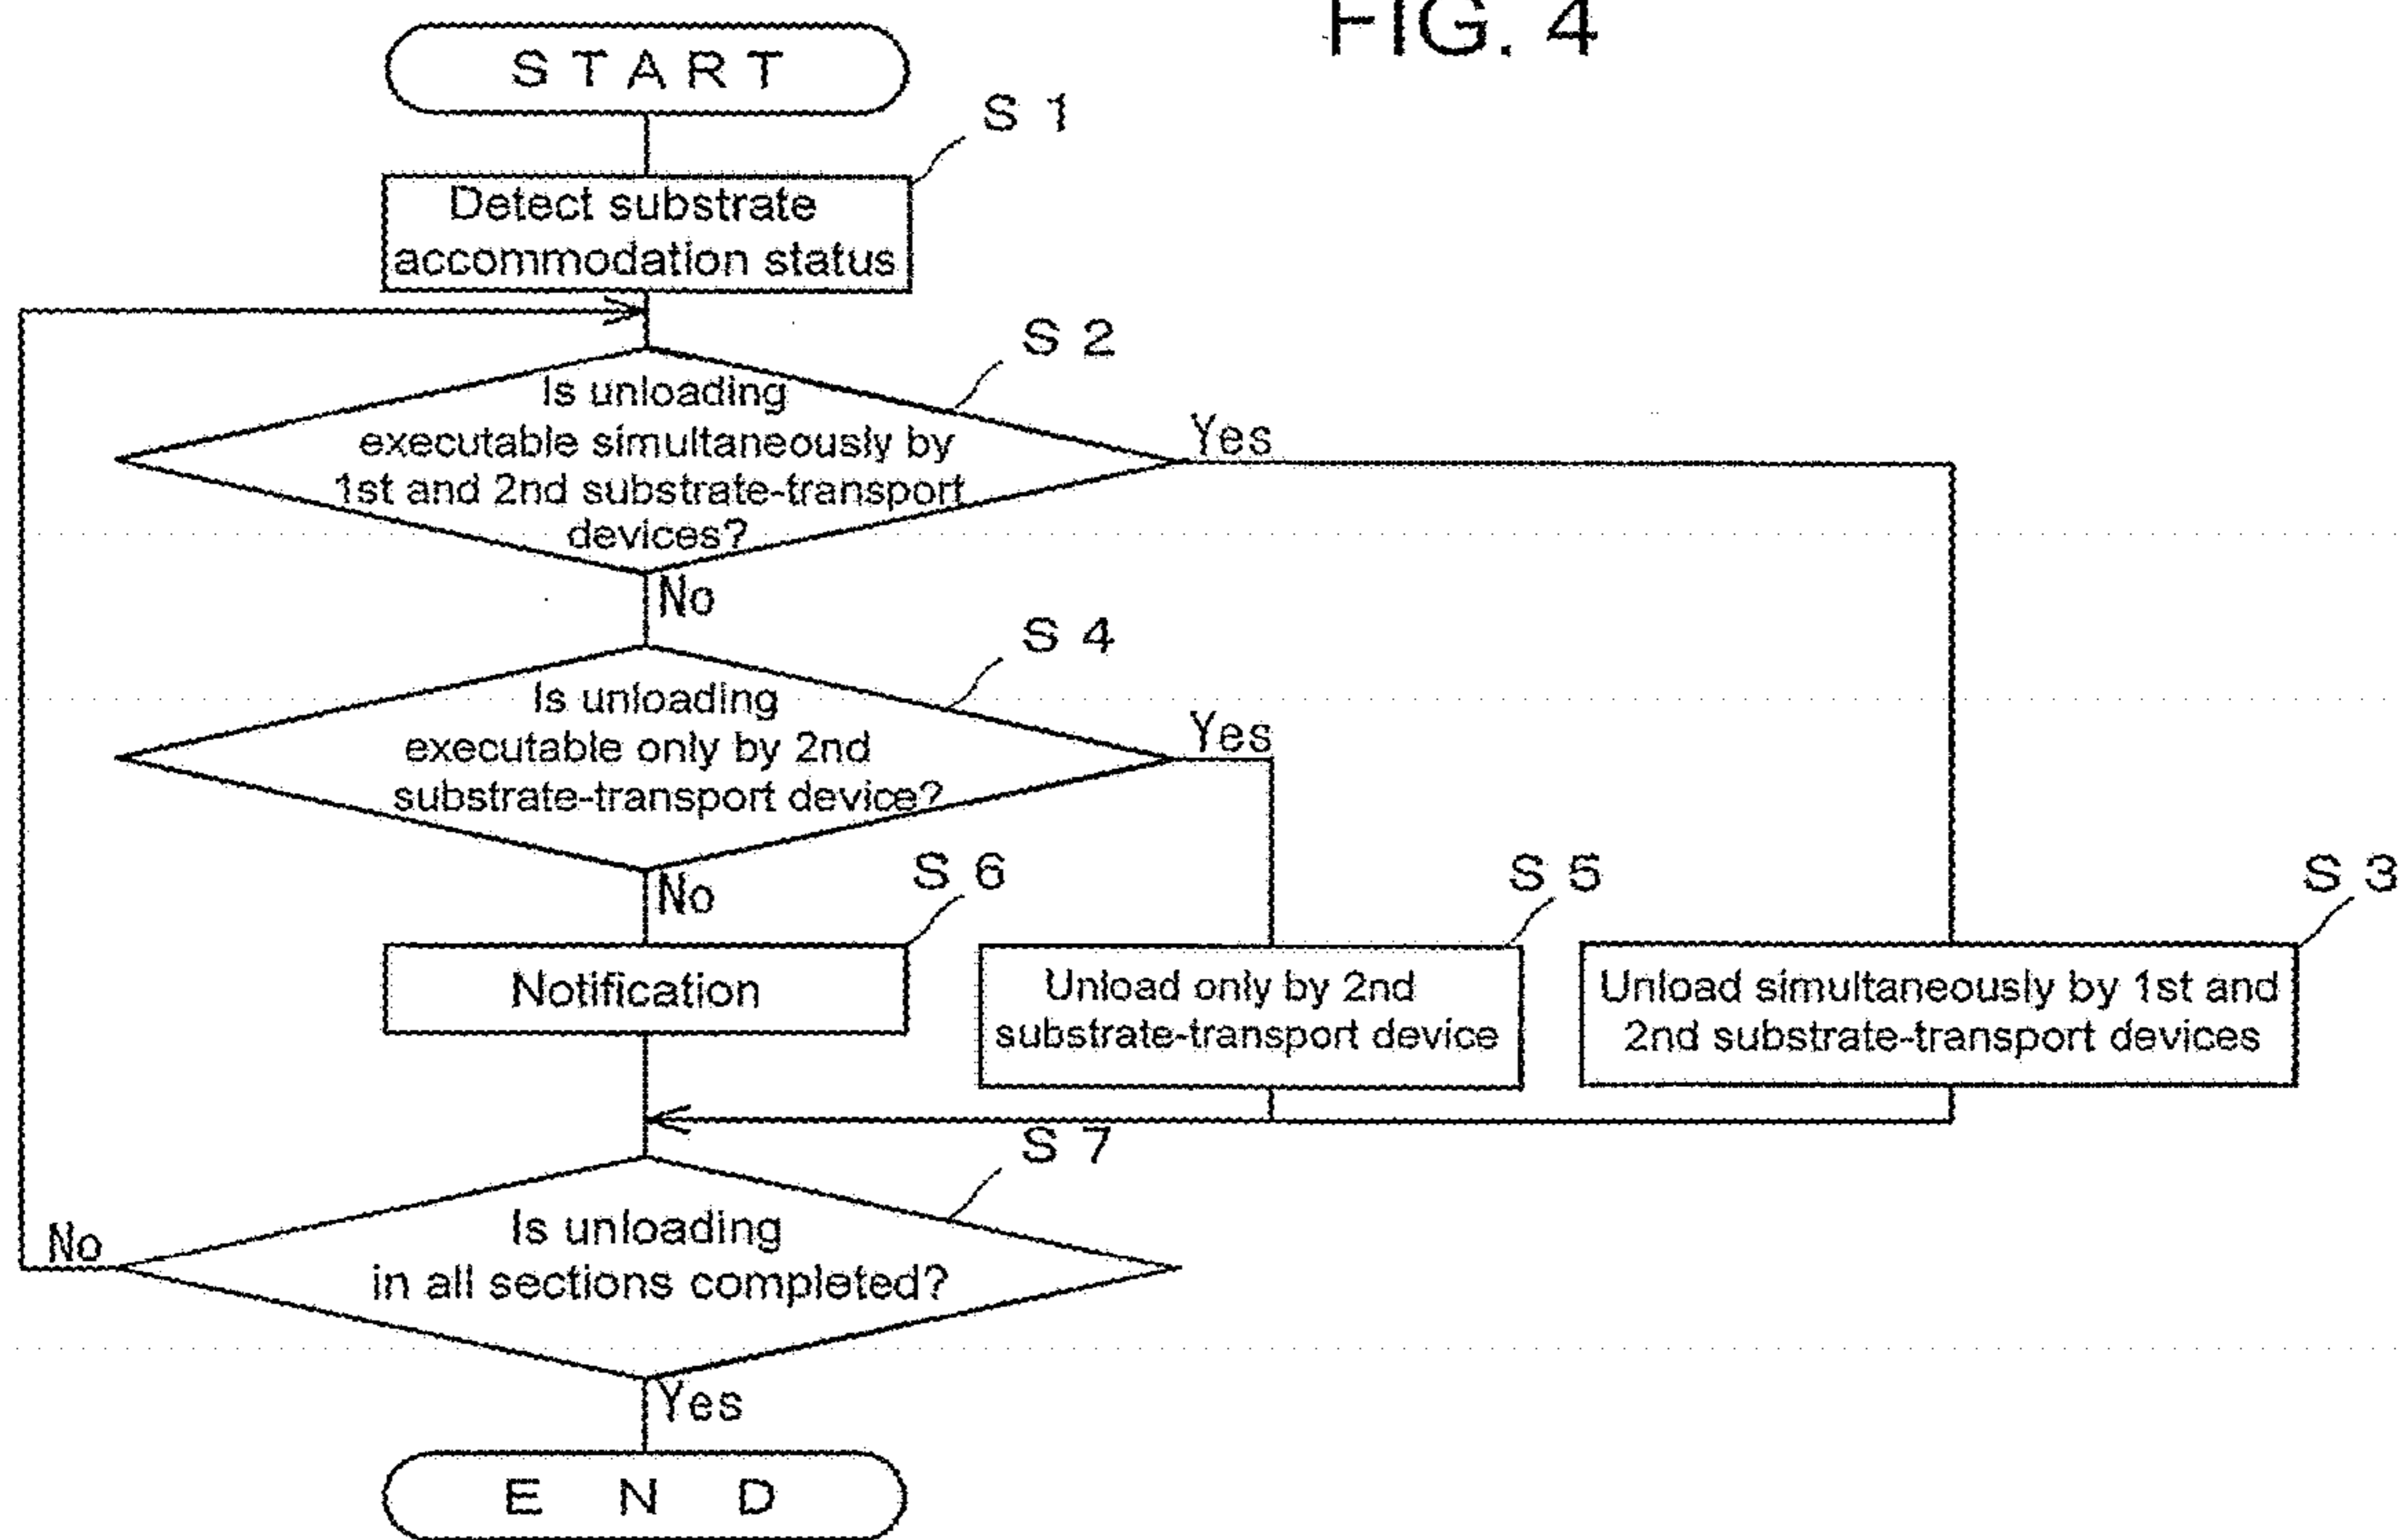 FIG. 4
START
S 1
Detect substrate
accommodation status
S 2
Is unloading
executable simultaneously by
1st and 2nd substrate-transport
devices?
Yes
No
S 4
Is unloading
executable only by 2nd
substrate-transport device?
Yes
No
S 6
Notification
S 5
Unload only by 2nd
substrate-transport device
S 3
Unload simultaneously by 1st and
2nd substrate-transport devices
S 7
Is unloading
in all sections completed?
No
Yes
END